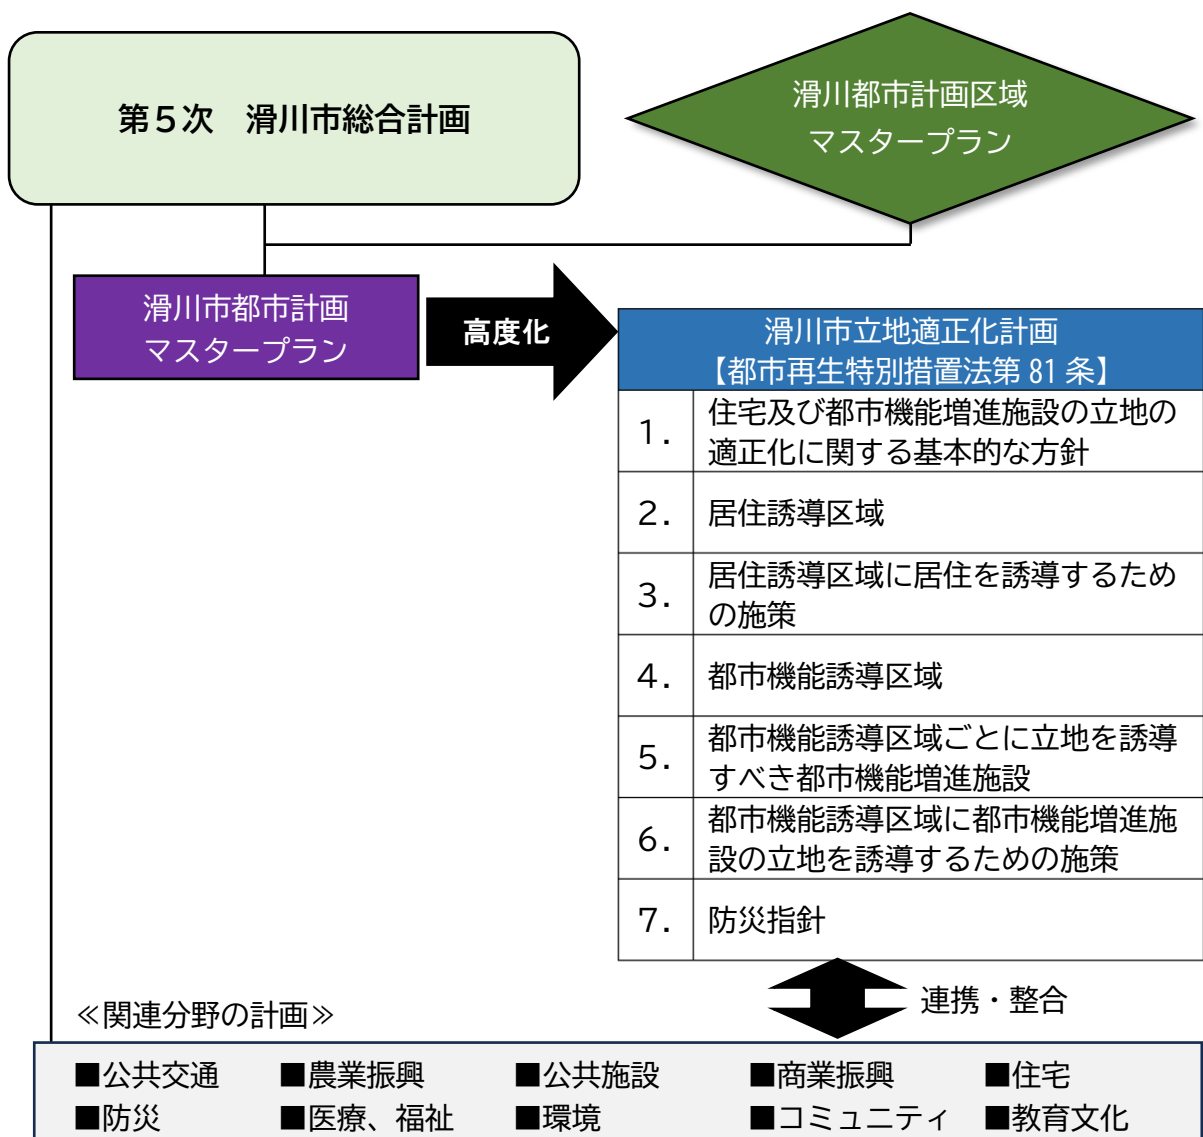 第5次　滑川市総合計画
滑川都市計画区域
マスタープラン
滑川市都市計画
マスタープラン
高度化
滑川市立地適正化計画
【都市再生特別措置法第 81 条】
1. 住宅及び都市機能増進施設の立地の
適正化に関する基本的な方針
2. 居住誘導区域
3. 居住誘導区域に居住を誘導するため
の施策
4. 都市機能誘導区域
5. 都市機能誘導区域ごとに立地を誘導
すべき都市機能増進施設
6. 都市機能誘導区域に都市機能増進施
設の立地を誘導するための施策
7. 防災指針
連携・整合
≪関連分野の計画≫
■公共交通 ■農業振興 ■公共施設 ■商業振興 ■住宅
■防災 ■医療、福祉 ■環境 ■コミュニティ ■教育文化